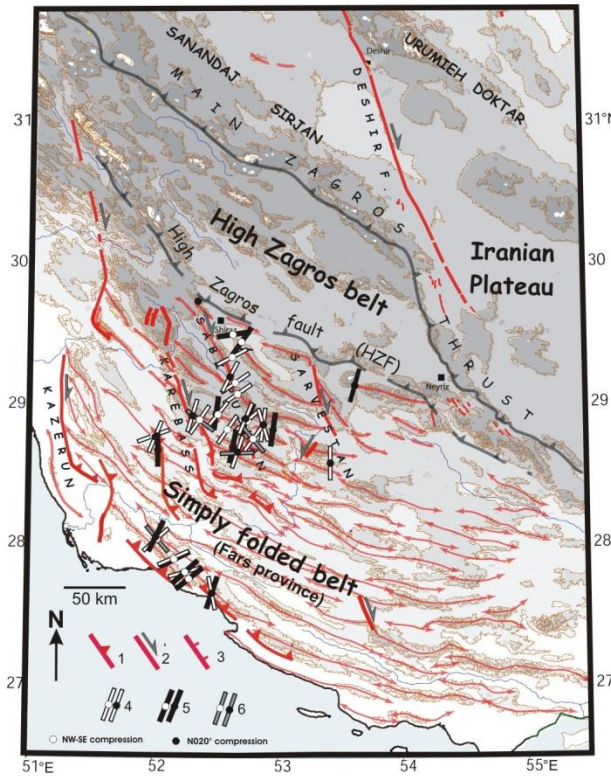 SANANDAJ SIRJAN
URUMIEH DOKTAR
Deshir
DESHIR F.
MAIN ZAGROS THRUST
31
31°N
High Zagros belt
Iranian
Plateau
30
30
High Zagros fault (HZF)
Shiraz
Neyriz
SARVESTAN
KAREBASS
KAZERUN
29
29
Simply folded belt
(Fars province)
28
28
50 km
N
1
2
3
27
27
4
5
6
NW-SE compression
N020° compression
51°E
52
53
54
55°E